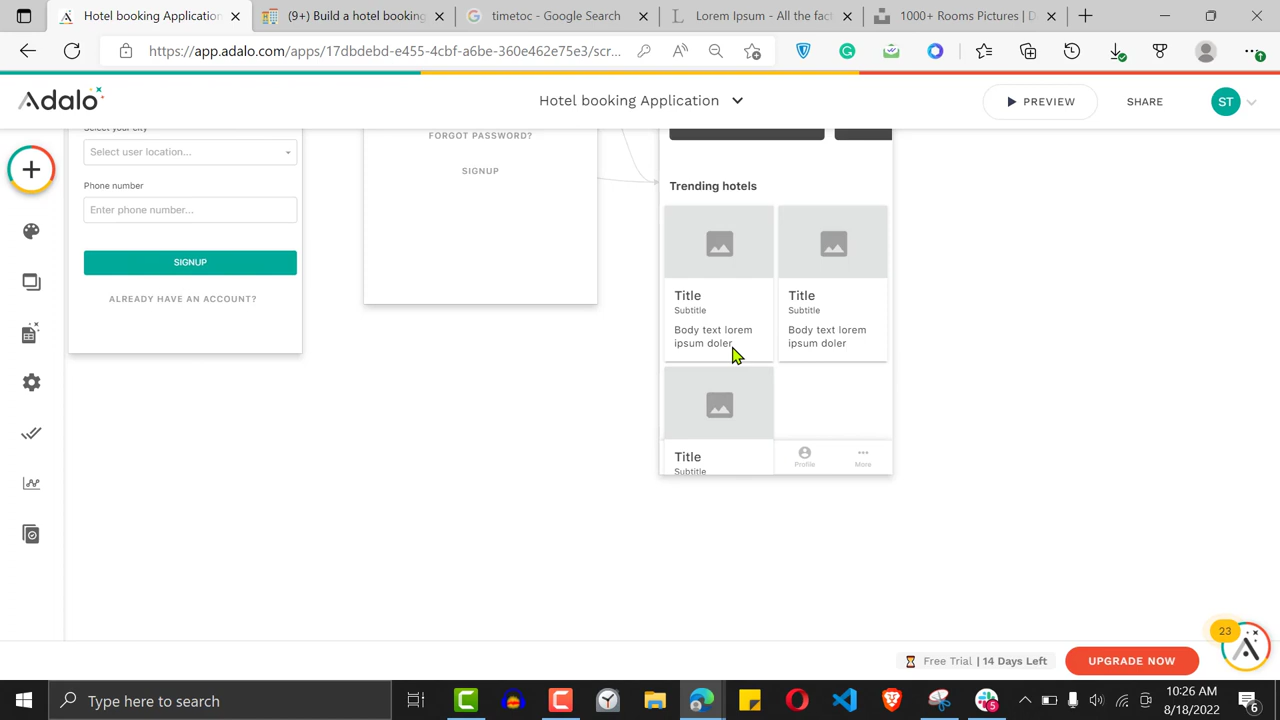 Hotel booking Application
(9+) Build a hotel booking
timetoc - Google Search
Lorem Ipsum - All the fact
1000+ Rooms Pictures | D
https://app.adalo.com/apps/17dbdebd-e455-4cbf-a6be-360e462e75e3/scr...
Adalo
Hotel booking Application
PREVIEW
SHARE
ST
Select your city
Select user location...
Phone number
Enter phone number...
SIGNUP
ALREADY HAVE AN ACCOUNT?
FORGOT PASSWORD?
SIGNUP
Trending hotels
Title
Subtitle
Body text lorem
ipsum doler
Title
Subtitle
Body text lorem
ipsum doler
Title
Subtitle
Profile
More
23
Free Trial | 14 Days Left
UPGRADE NOW
Type here to search
5
10:26 AM
8/18/2022
6